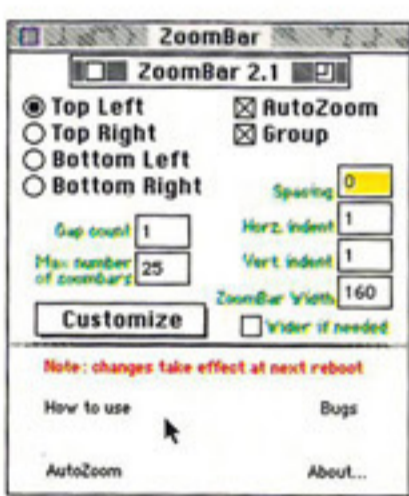 ZoomBar
ZoomBar 2.1
Top Left
Top Right
Bottom Left
Bottom Right
AutoZoom
Group
Spacing 0
Gap count 1
Horz. indent 1
Max number of zoombars 25
Vert. indent 1
ZoomBar Width 160
Customize
Wider if needed
Note: changes take effect at next reboot
How to use
Bugs
AutoZoom
About...